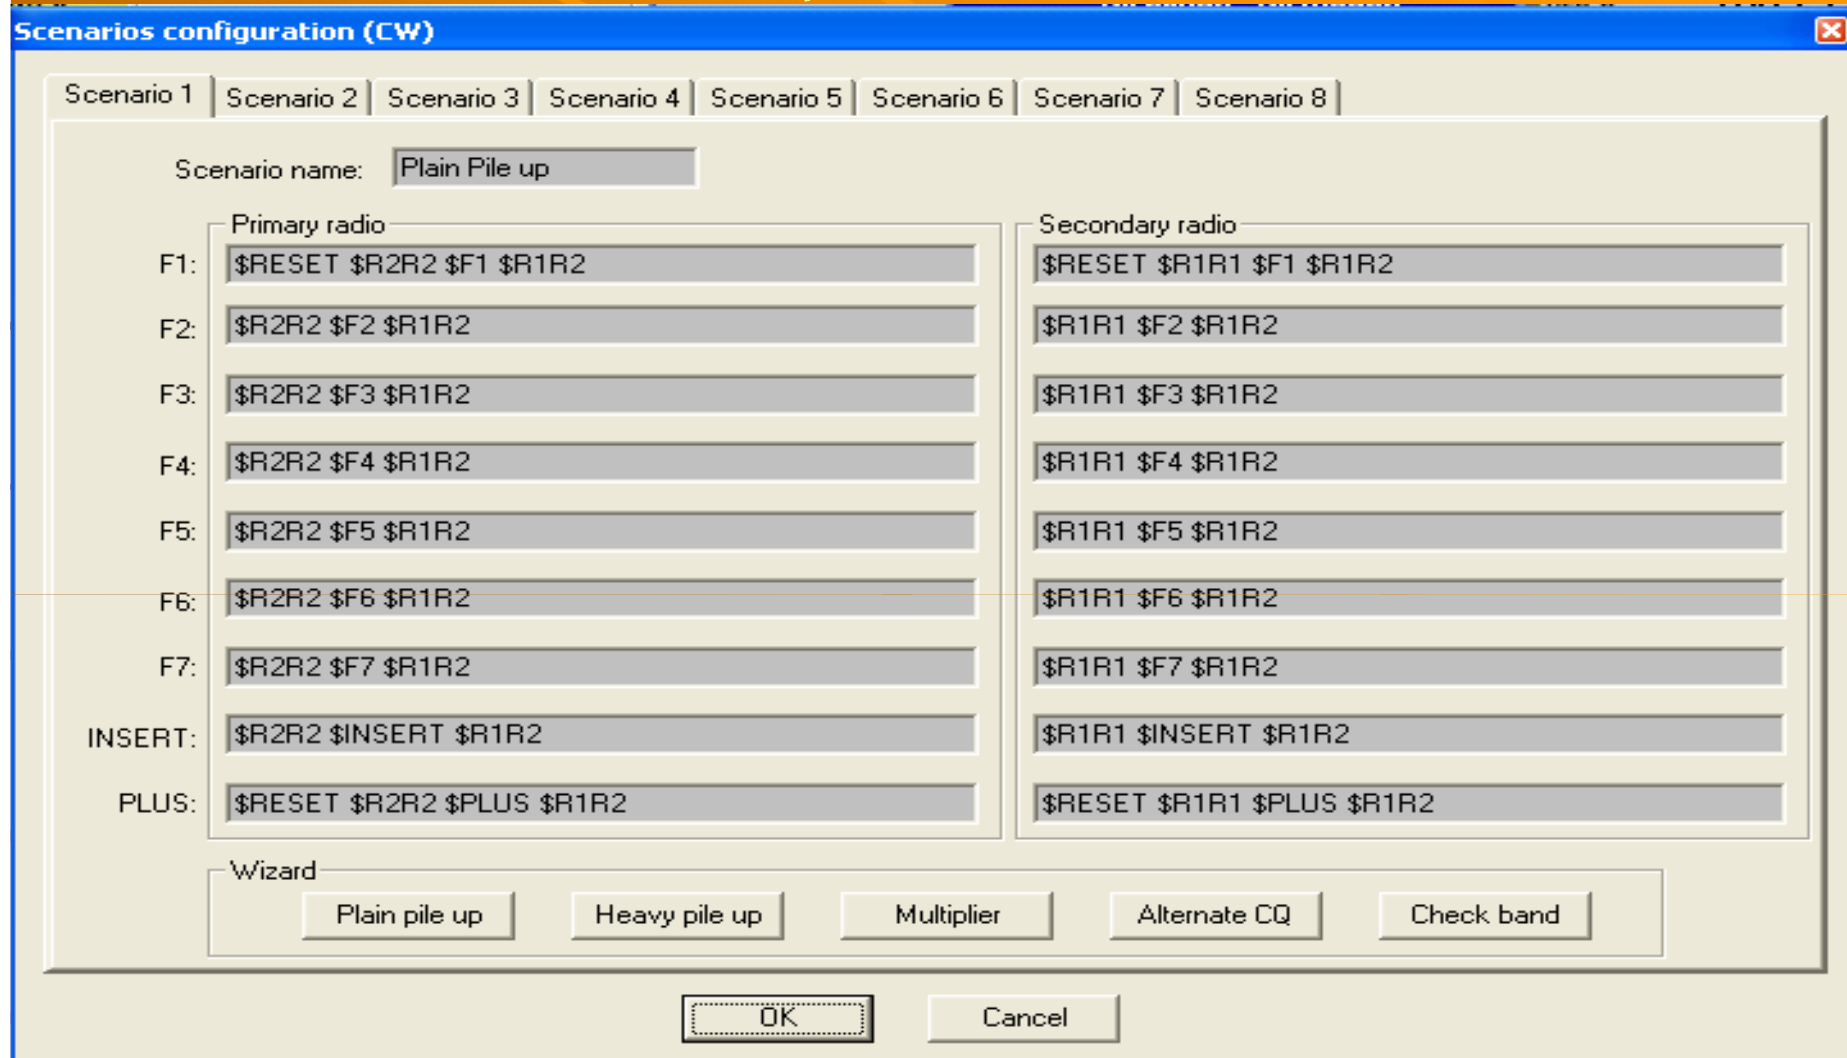 Scenarios configuration (CW)
Scenario 1 Scenario 2 Scenario 3 Scenario 4 Scenario 5 Scenario 6 Scenario 7 Scenario 8
Scenario name: Plain Pile up
Primary radio Secondary radio
F1: $RESET $R2R2 $F1 $R1R2 $RESET $R1R1 $F1 $R1R2
F2: $R2R2 $F2 $R1R2 $R1R1 $F2 $R1R2
F3: $R2R2 $F3 $R1R2 $R1R1 $F3 $R1R2
F4: $R2R2 $F4 $R1R2 $R1R1 $F4 $R1R2
F5: $R2R2 $F5 $R1R2 $R1R1 $F5 $R1R2
F6: $R2R2 $F6 $R1R2 $R1R1 $F6 $R1R2
F7: $R2R2 $F7 $R1R2 $R1R1 $F7 $R1R2
INSERT: $R2R2 $INSERT $R1R2 $R1R1 $INSERT $R1R2
PLUS: $RESET $R2R2 $PLUS $R1R2 $RESET $R1R1 $PLUS $R1R2
Wizard
Plain pile up Heavy pile up Multiplier Alternate CQ Check band
OK Cancel